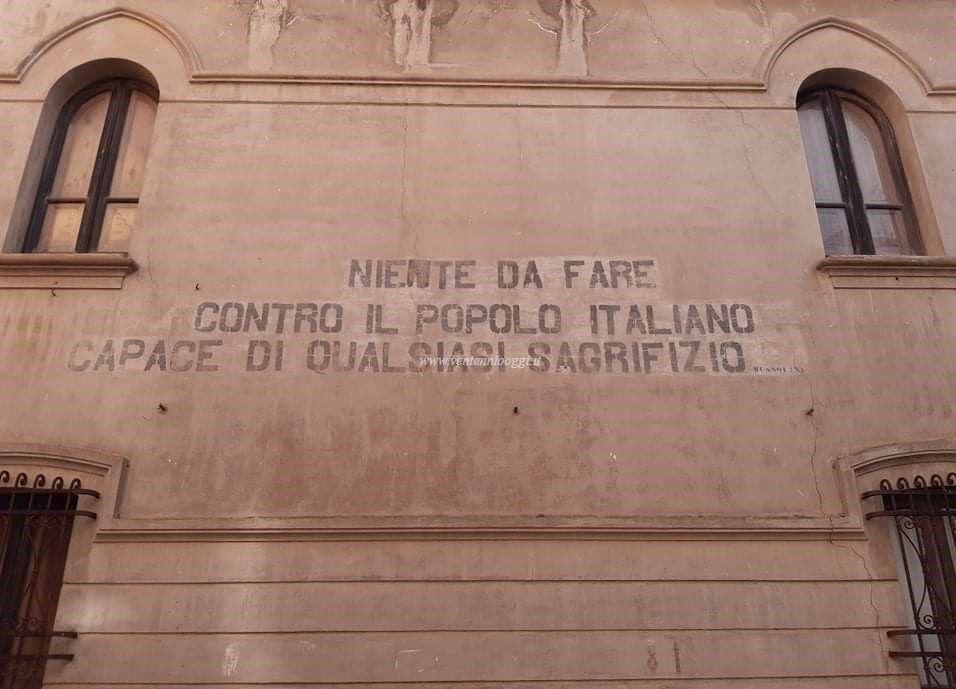 NIENTE DA FARE
CONTRO IL POPOLO ITALIANO
CAPACE DI QUALSIASI SAGRIFIZIO MUSSOLINI
www.ventenniooggi.it